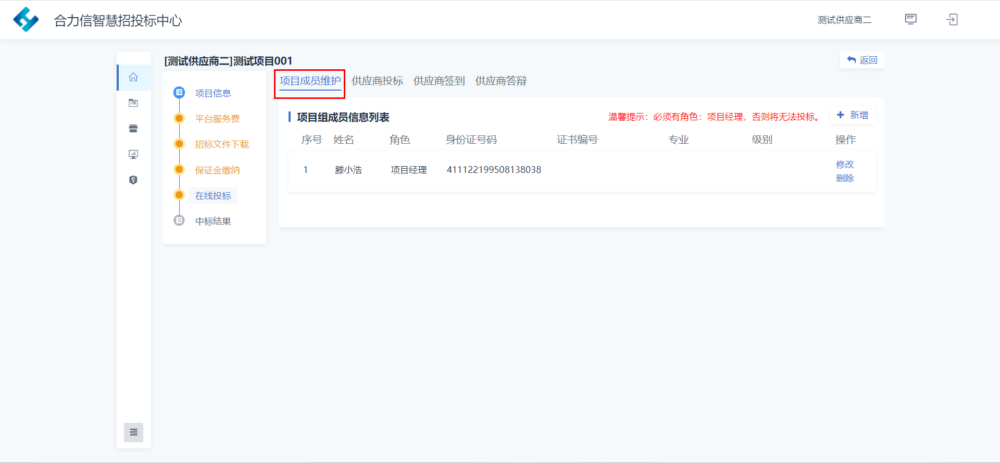 合力信智慧招投标中心
测试供应商二
[测试供应商二]测试项目001
返回
项目信息
平台服务费
招标文件下载
保证金缴纳
在线投标
中标结果
项目成员维护 供应商投标 供应商签到 供应商答辩
项目组成员信息列表
温馨提示：必须有角色：项目经理，否则将无法投标。
新增
序号 姓名 角色 身份证号码 证书编号 专业 级别 操作
1 滕小浩 项目经理 411122199508138038
修改
删除